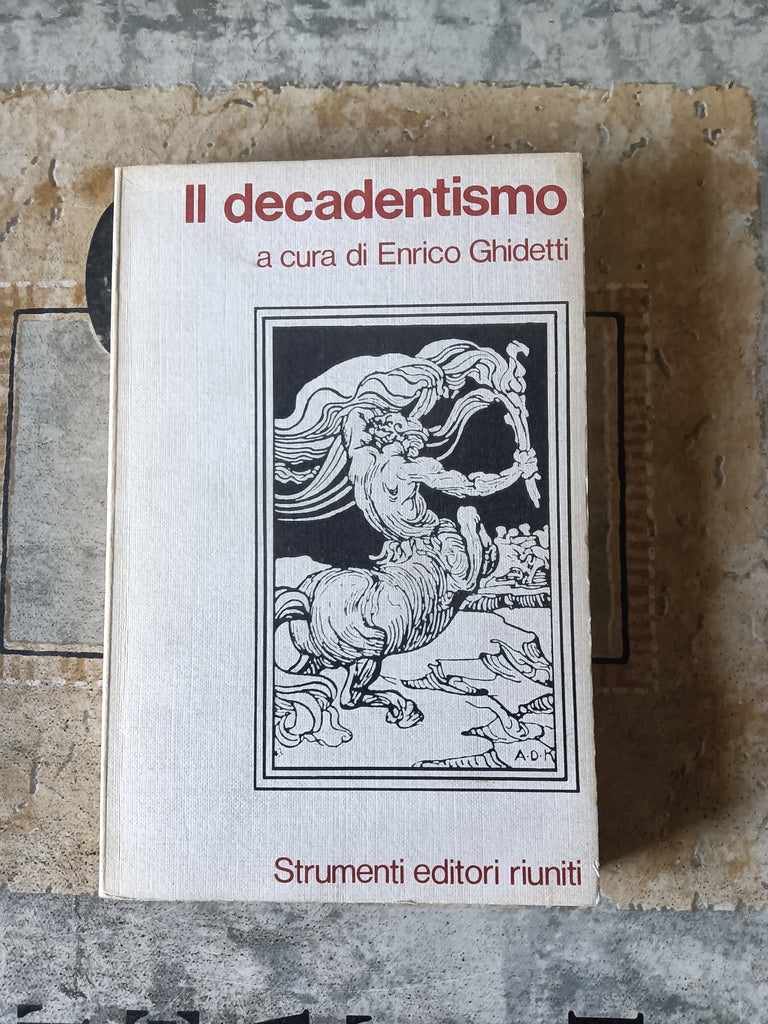 Il decadentismo
a cura di Enrico Ghidetti
A·D·K
Strumenti editori riuniti